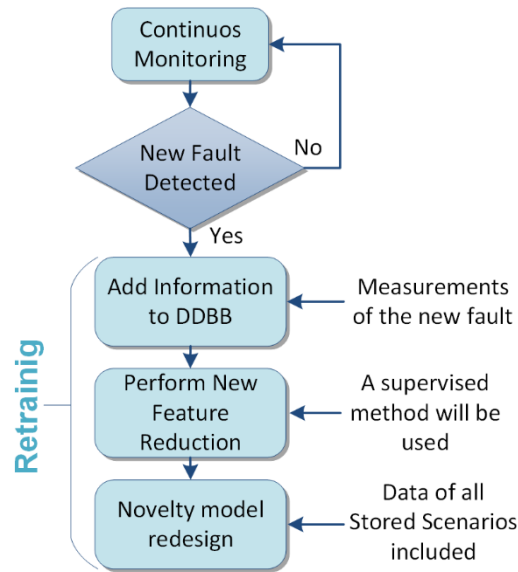 Continuos
Monitoring
New Fault
Detected
No
Yes
Add Information
to DDBB
Measurements
of the new fault
Retrainig
Perform New
Feature
Reduction
A supervised
method will be
used
Novelty model
redesign
Data of all
Stored Scenarios
included